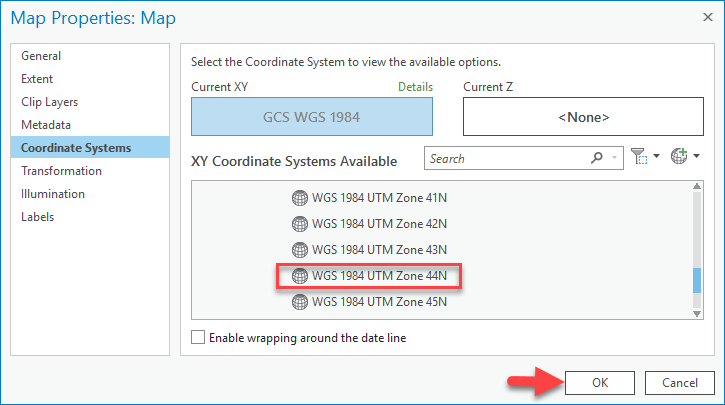 Map Properties: Map
General
Extent
Clip Layers
Metadata
Coordinate Systems
Transformation
Illumination
Labels
Select the Coordinate System to view the available options.
Current XY Details Current Z
GCS WGS 1984 <None>
XY Coordinate Systems Available Search
WGS 1984 UTM Zone 41N
WGS 1984 UTM Zone 42N
WGS 1984 UTM Zone 43N
WGS 1984 UTM Zone 44N
WGS 1984 UTM Zone 45N
Enable wrapping around the date line
OK Cancel